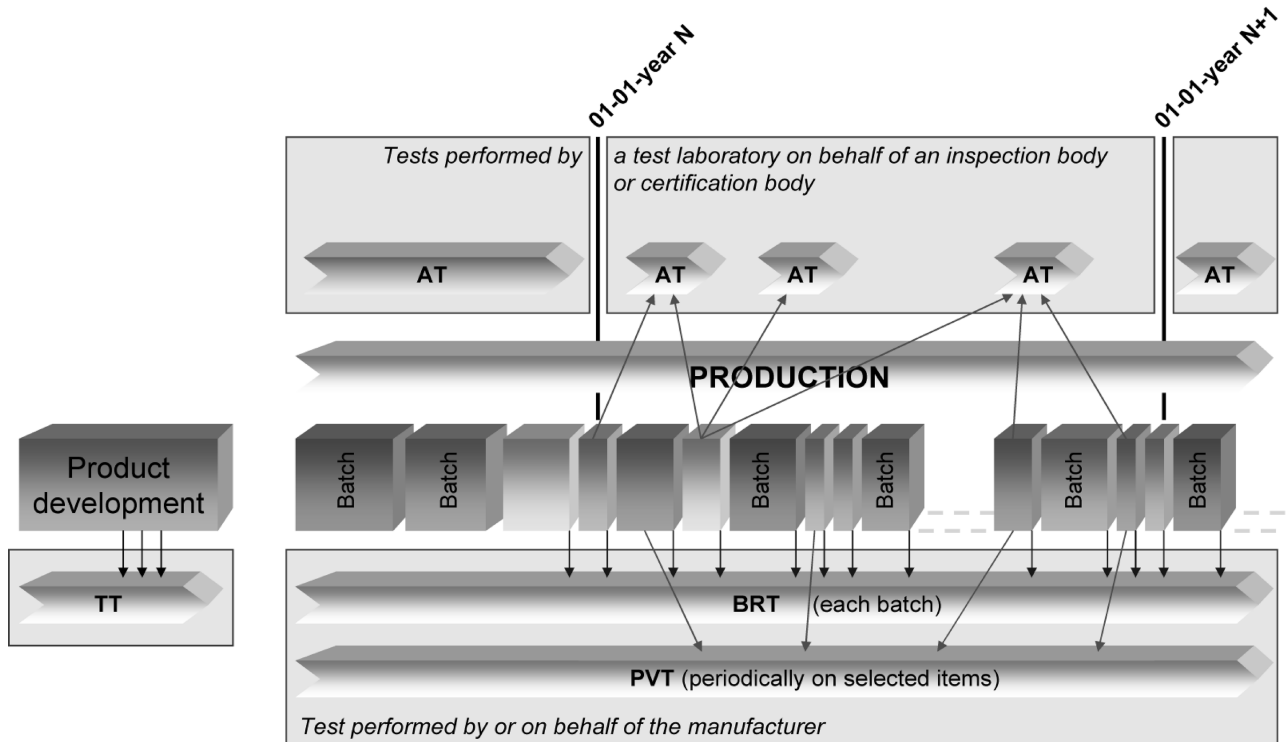 01-01-year N
01-01-year N+1
Tests performed by
a test laboratory on behalf of an inspection body
or certification body
AT
AT
AT
AT
AT
PRODUCTION
Product
development
Batch
Batch
Batch
Batch
Batch
Batch
TT
BRT (each batch)
PVT (periodically on selected items)
Test performed by or on behalf of the manufacturer